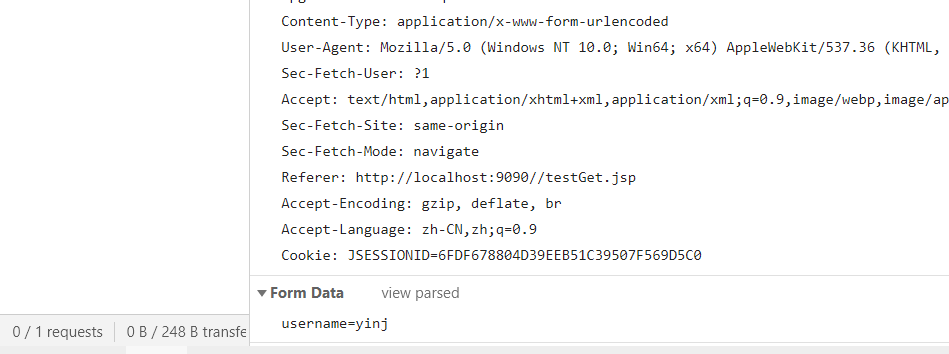 Content-Type: application/x-www-form-urlencoded
User-Agent: Mozilla/5.0 (Windows NT 10.0; Win64; x64) AppleWebKit/537.36 (KHTML,
Sec-Fetch-User: ?1
Accept: text/html,application/xhtml+xml,application/xml;q=0.9,image/webp,image/ap
Sec-Fetch-Site: same-origin
Sec-Fetch-Mode: navigate
Referer: http://localhost:9090//testGet.jsp
Accept-Encoding: gzip, deflate, br
Accept-Language: zh-CN,zh;q=0.9
Cookie: JSESSIONID=6FDF678804D39EEB51C39507F569D5C0
Form Data view parsed
username=yinj
0 / 1 requests 0 B / 248 B transfe